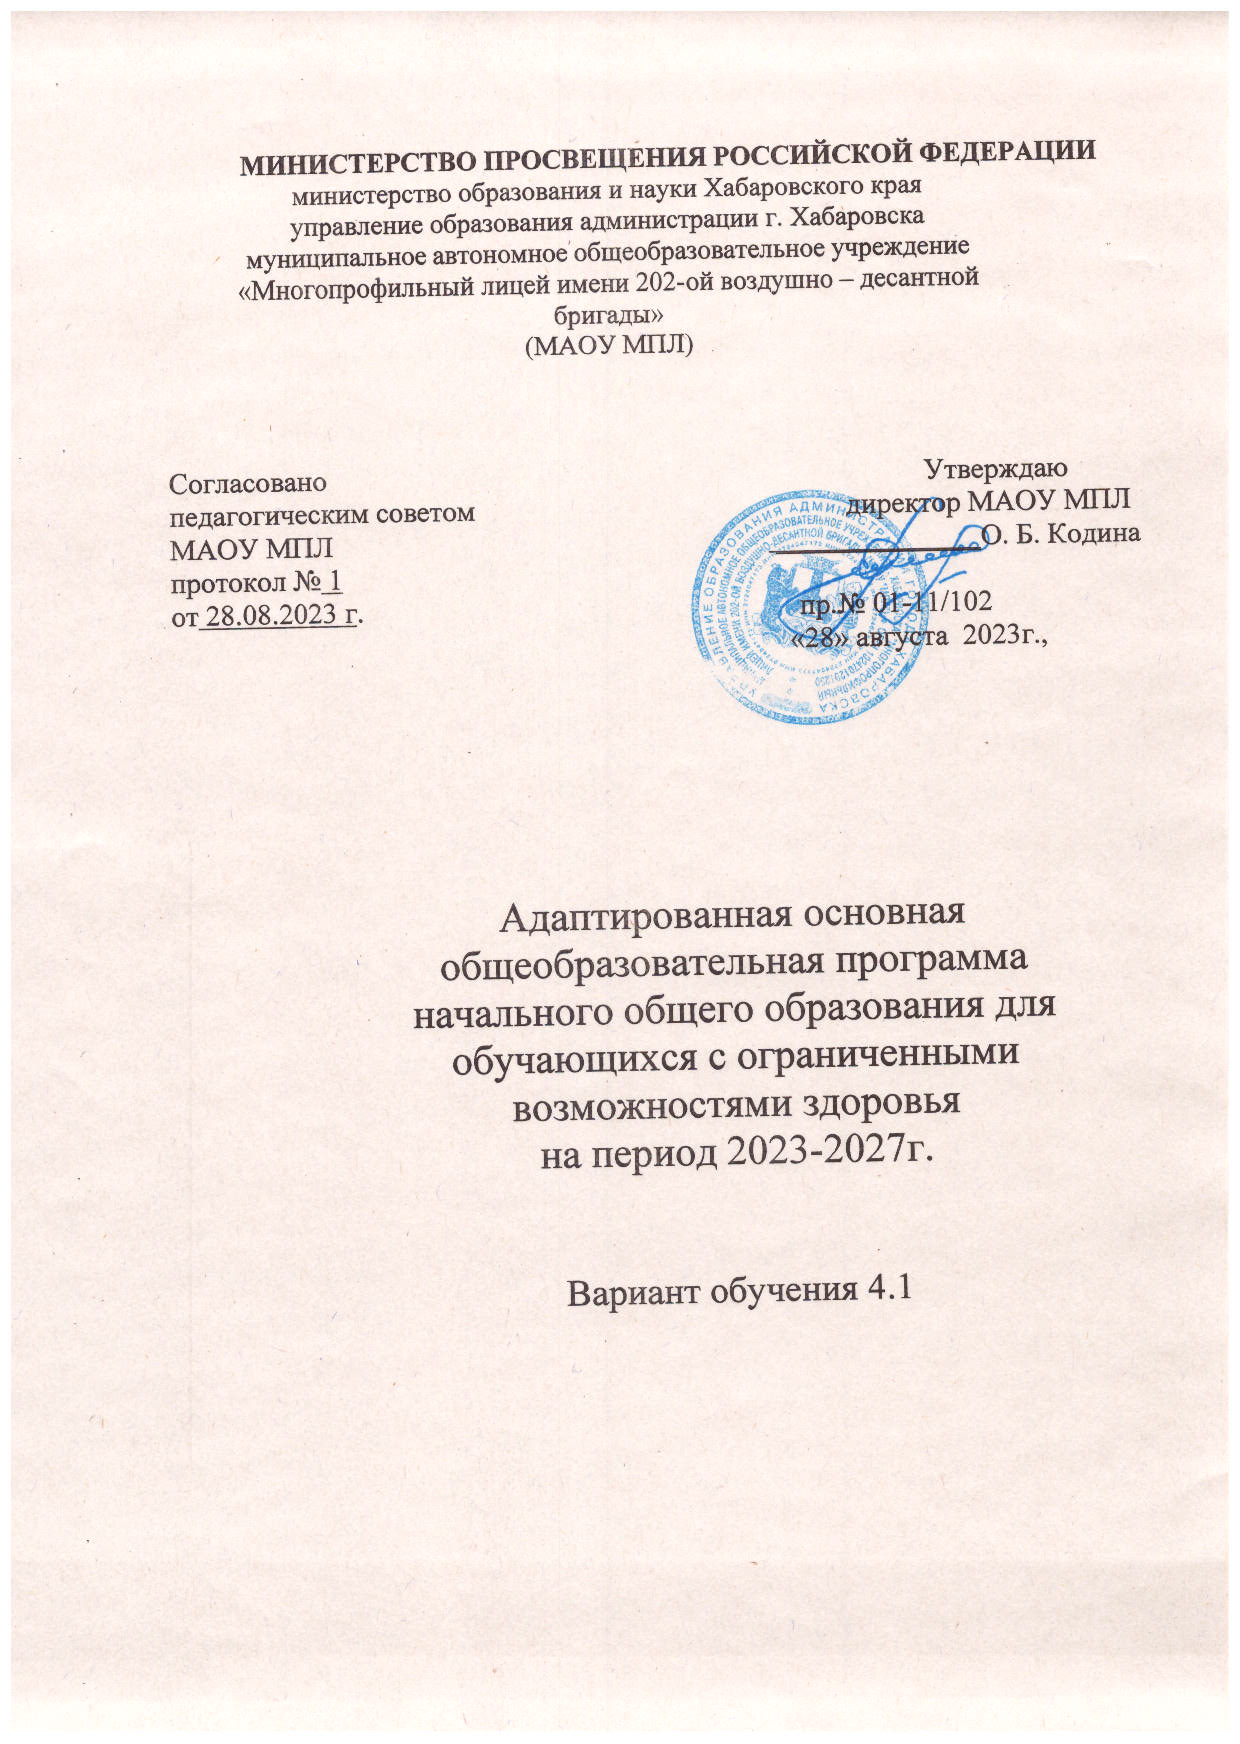 МИНИСТЕРСТВО ПРОСВЕЩЕНИЯ РОССИЙСКОЙ ФЕДЕРАЦИИ
министерство образования и науки Хабаровского края
управление образования администрации г. Хабаровска
муниципальное автономное общеобразовательное учреждение
«Многопрофильный лицей имени 202-ой воздушно – десантной
бригады»
(МАОУ МПЛ)
Согласовано
педагогическим советом
МАОУ МПЛ
протокол № 1
от 28.08.2023 г.
Утверждаю
директор МАОУ МПЛ
О. Б. Кодина
пр.№ 01-11/102
«28» августа 2023г.,
Адаптированная основная
общеобразовательная программа
начального общего образования для
обучающихся с ограниченными
возможностями здоровья
на период 2023-2027г.
Вариант обучения 4.1